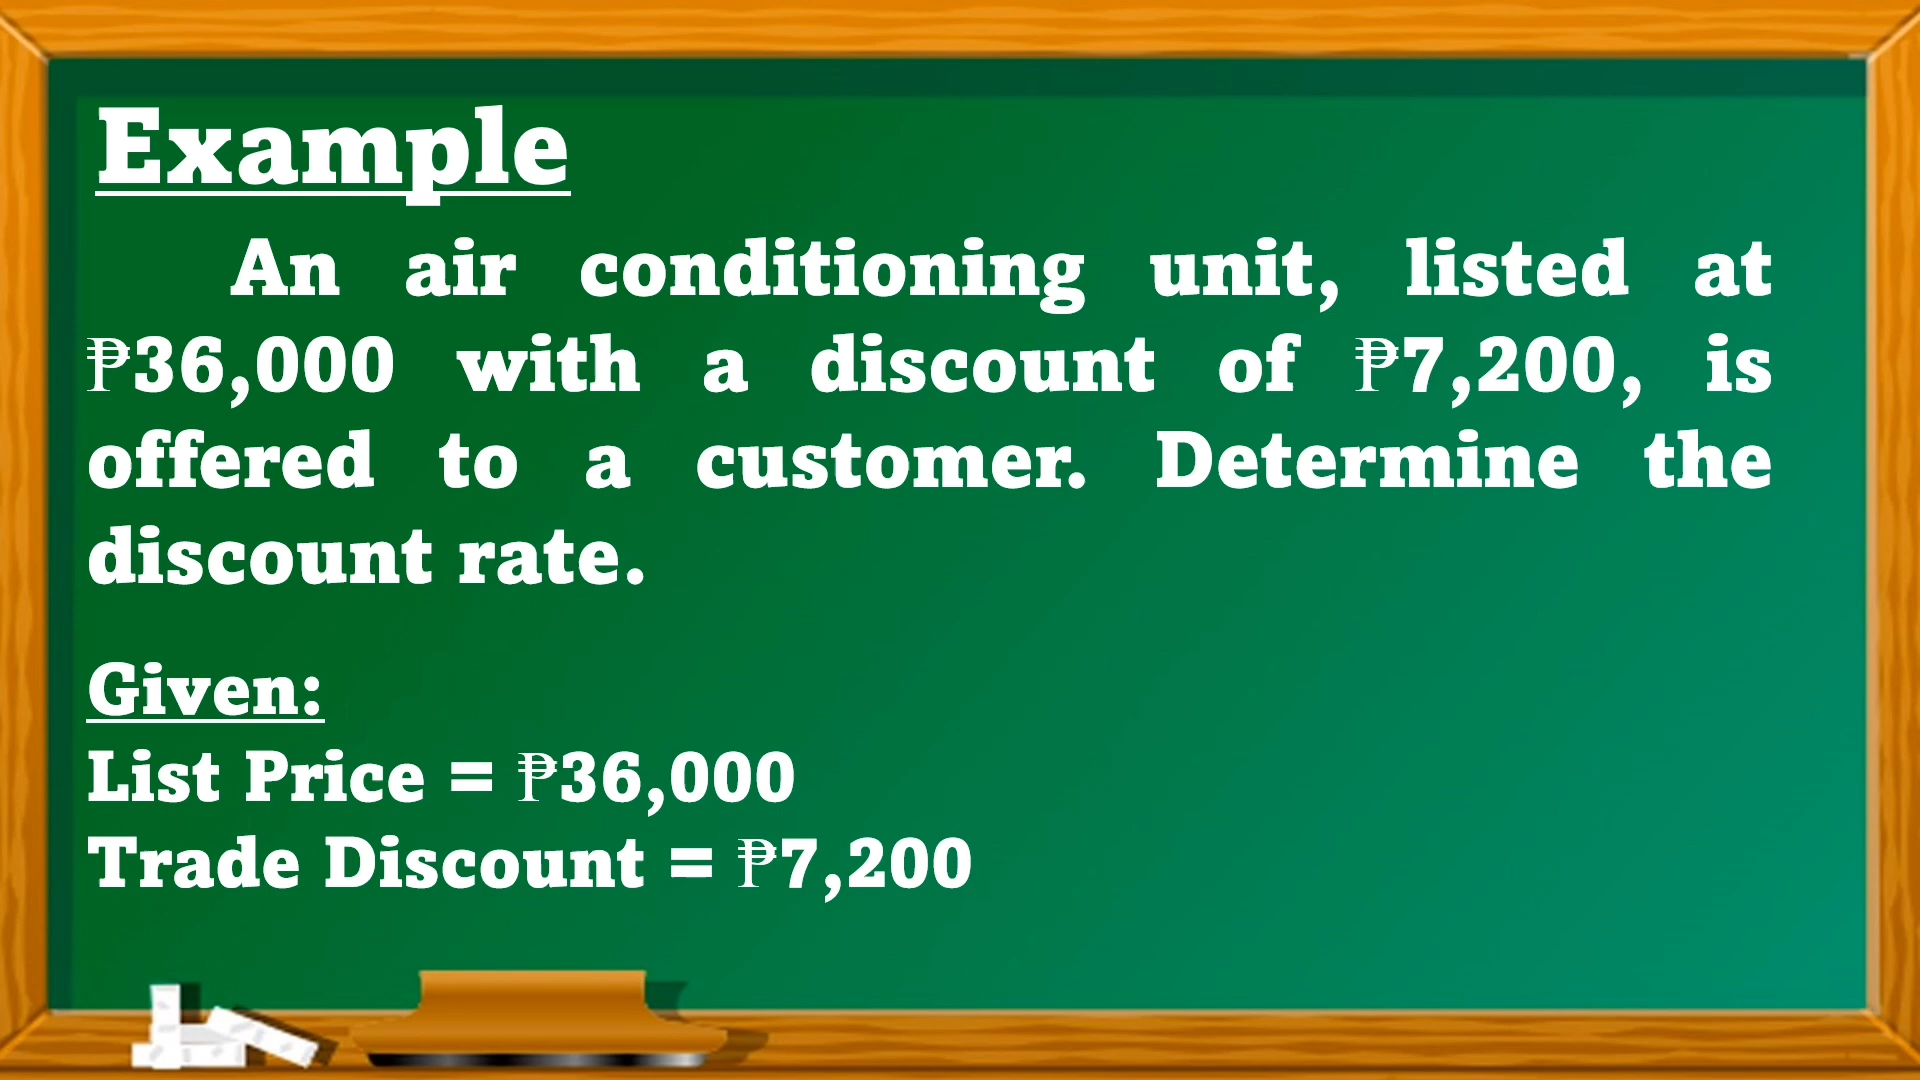 Example
An air conditioning unit, listed at
₱36,000 with a discount of ₱7,200, is
offered to a customer. Determine the
discount rate.
Given:
List Price = ₱36,000
Trade Discount = ₱7,200